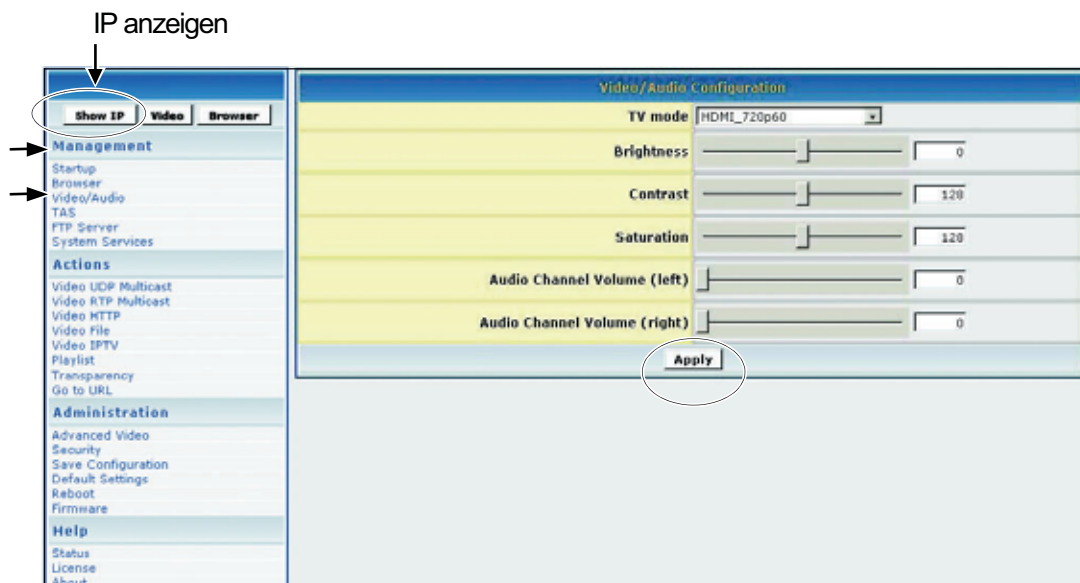 IP anzeigen
Show IP Video Browser
Management
Startup
Browser
Video/Audio
TAS
FTP Server
System Services
Actions
Video UDP Multicast
Video RTP Multicast
Video HTTP
Video File
Video IPTV
Playlist
Transparency
Go to URL
Administration
Advanced Video
Security
Save Configuration
Default Settings
Reboot
Firmware
Help
Status
License
About
Video/Audio Configuration
TV mode HDMI_720p60
Brightness 0
Contrast 128
Saturation 128
Audio Channel Volume (left) 0
Audio Channel Volume (right) 0
Apply